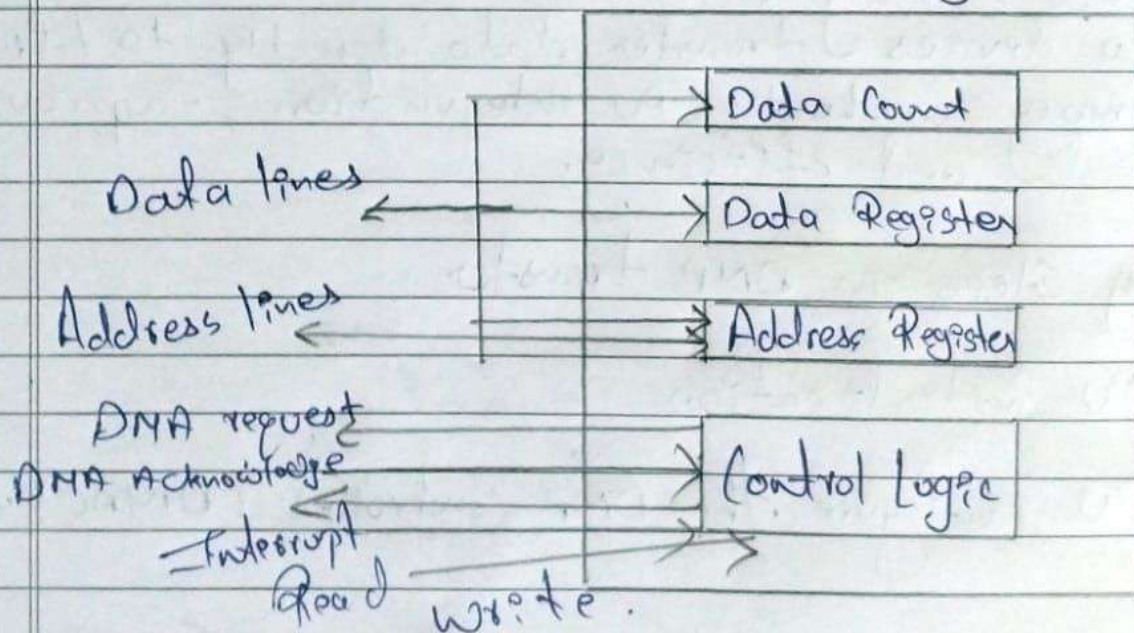 Data Count
Data lines
Data Register
Address lines
Address Register
DMA request
DMA Acknowledge
Control Logic
Interrupt
Read Write.